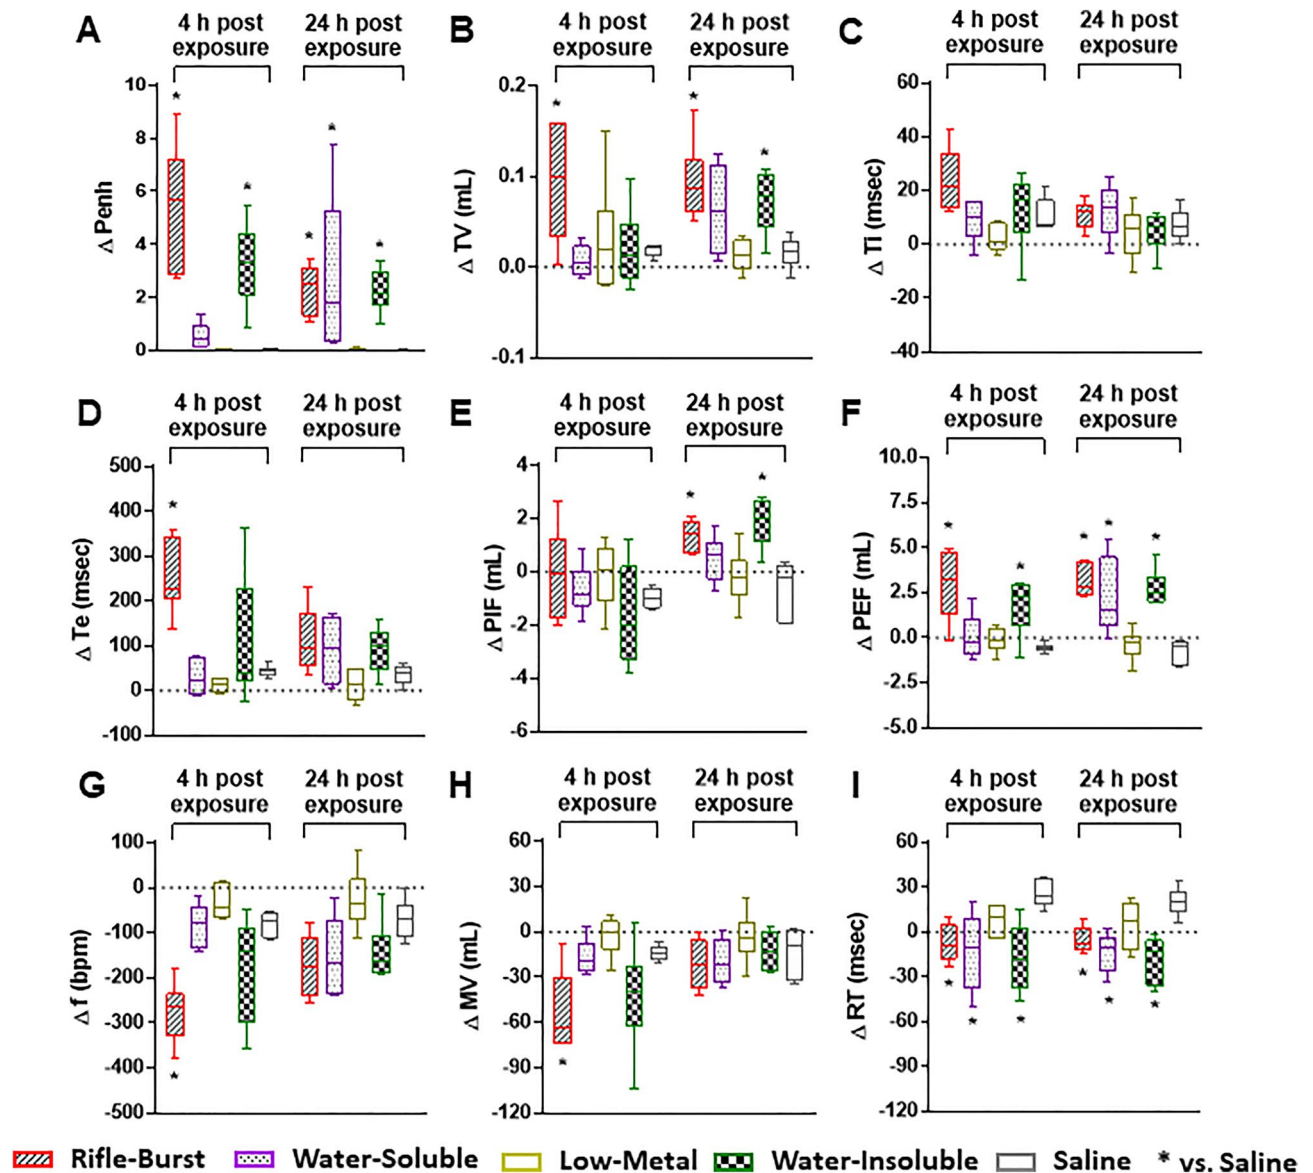 A
4 h post
exposure
24 h post
exposure
Δ Penh
10
8
6
4
2
0
*
*
*
*
*
B
4 h post
exposure
24 h post
exposure
Δ TV (mL)
0.2
0.1
0.0
-0.1
*
*
*
C
4 h post
exposure
24 h post
exposure
Δ Ti (msec)
60
40
20
0
-20
-40
D
4 h post
exposure
24 h post
exposure
Δ Te (msec)
500
400
300
200
100
0
-100
*
E
4 h post
exposure
24 h post
exposure
Δ PIF (mL)
4
2
0
-2
-4
-6
*
*
F
4 h post
exposure
24 h post
exposure
Δ PEF (mL)
10.0
7.5
5.0
2.5
0.0
-2.5
-5.0
*
*
*
*
*
G
4 h post
exposure
24 h post
exposure
Δ f (bpm)
100
0
-100
-200
-300
-400
-500
*
H
4 h post
exposure
24 h post
exposure
Δ MV (mL)
60
30
0
-30
-60
-90
-120
*
I
4 h post
exposure
24 h post
exposure
Δ RT (msec)
60
30
0
-30
-60
-90
-120
*
*
*
*
*
*
Rifle-Burst Water-Soluble Low-Metal Water-Insoluble Saline * vs. Saline